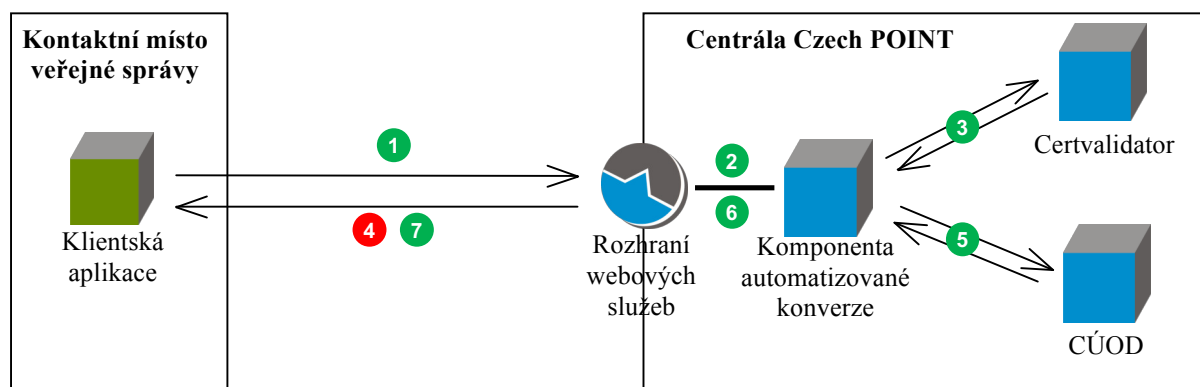 Kontaktní místo
veřejné správy
Centrála Czech POINT
1
2
3
Certvalidator
4
7
6
5
Klientská
aplikace
Rozhraní
webových
služeb
Komponenta
automatizované
konverze
CÚOD